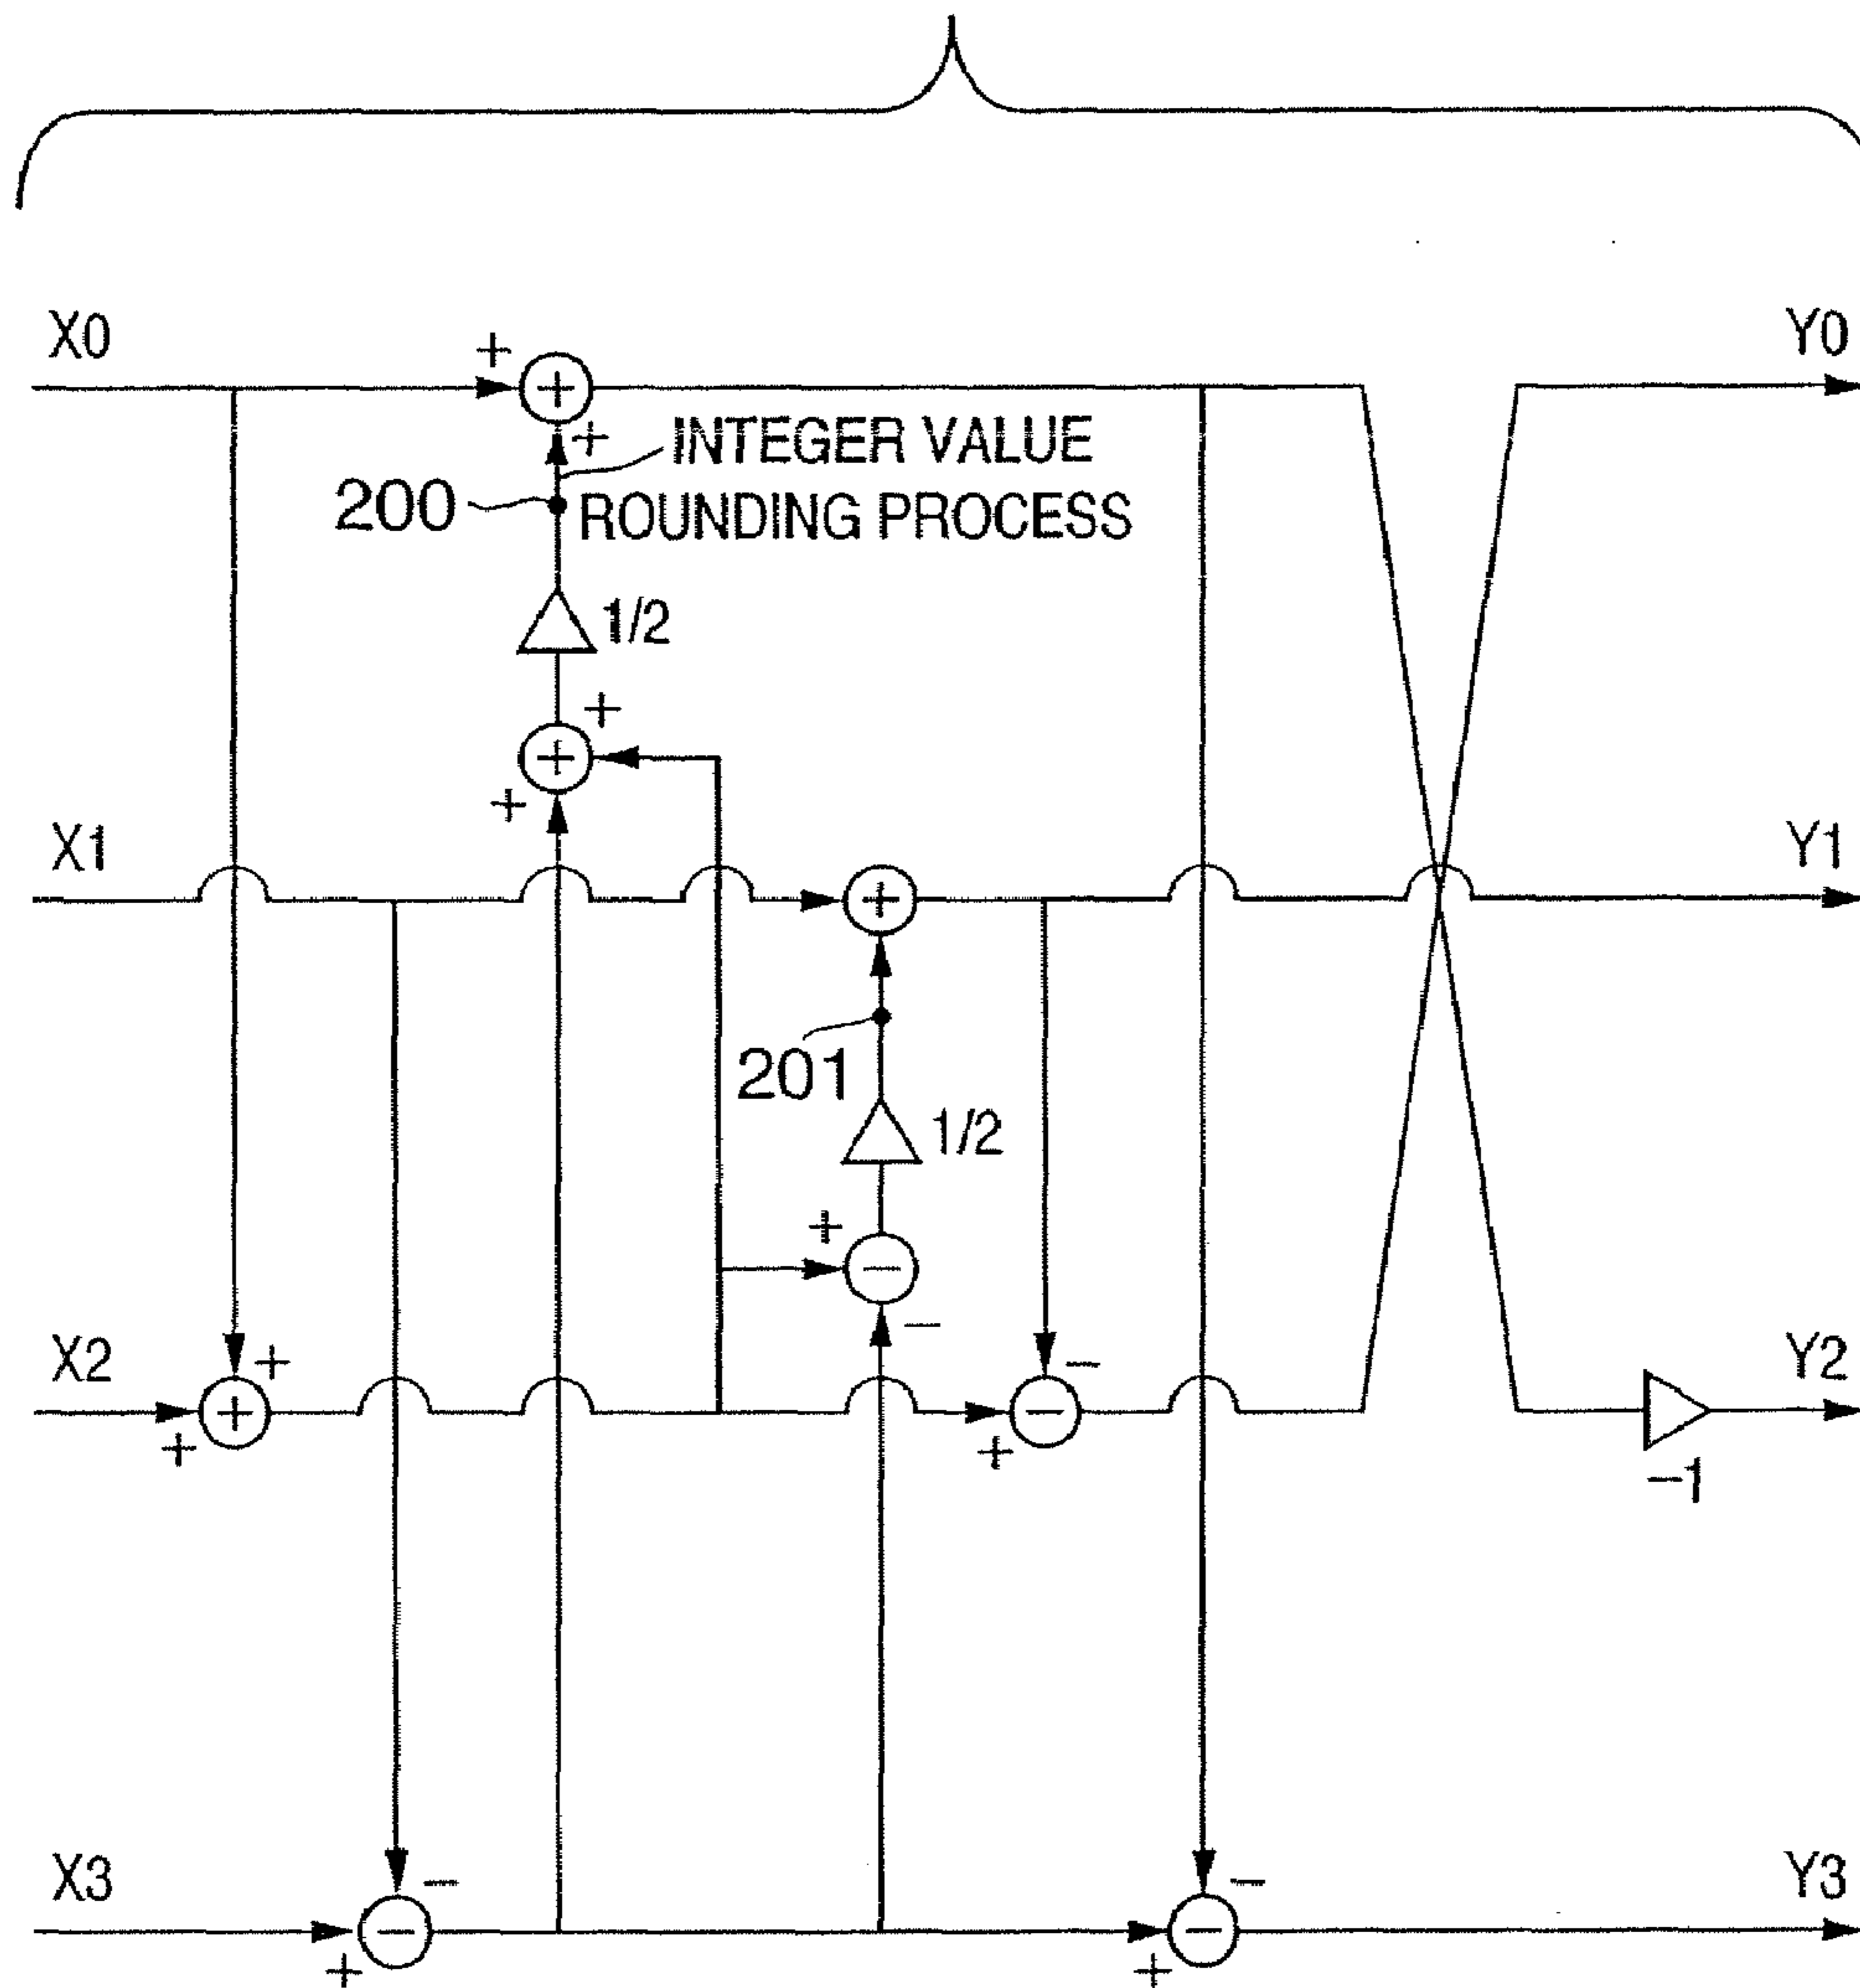 X0
Y0
+
+
+
INTEGER VALUE
200
ROUNDING PROCESS
1/2
+
+
+
X1
Y1
+
201
1/2
+
−
−
X2
+
−
Y2
+
+
−
+
−1
X3
−
−
Y3
−
−
+
+